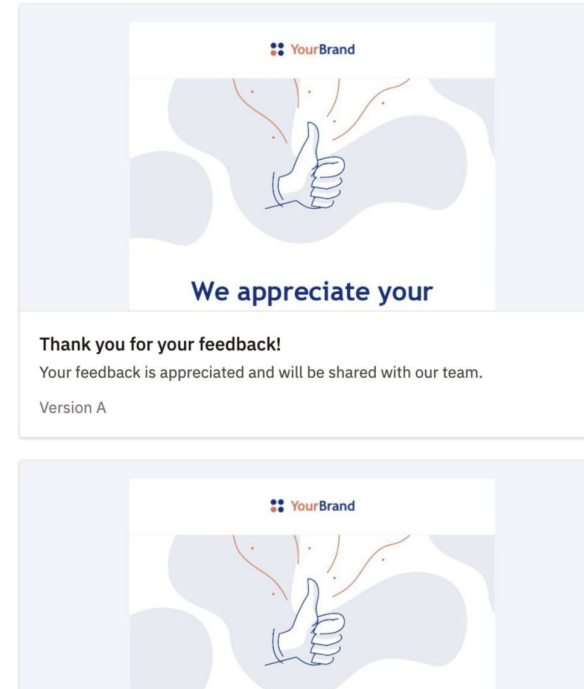 YourBrand
We appreciate your
Thank you for your feedback!
Your feedback is appreciated and will be shared with our team.
Version A
YourBrand